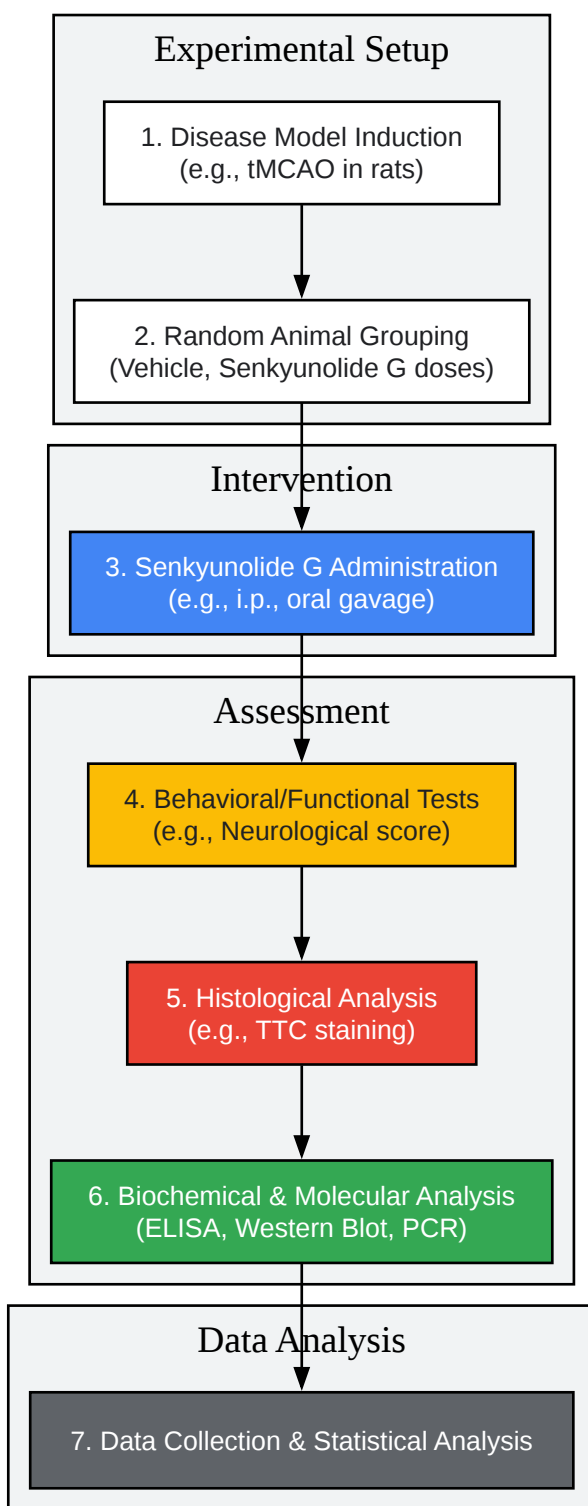 Experimental Setup
1. Disease Model Induction
(e.g., tMCAO in rats)
2. Random Animal Grouping
(Vehicle, Senkyunolide G doses)
Intervention
3. Senkyunolide G Administration
(e.g., i.p., oral gavage)
Assessment
4. Behavioral/Functional Tests
(e.g., Neurological score)
5. Histological Analysis
(e.g., TTC staining)
6. Biochemical & Molecular Analysis
(ELISA, Western Blot, PCR)
Data Analysis
7. Data Collection & Statistical Analysis